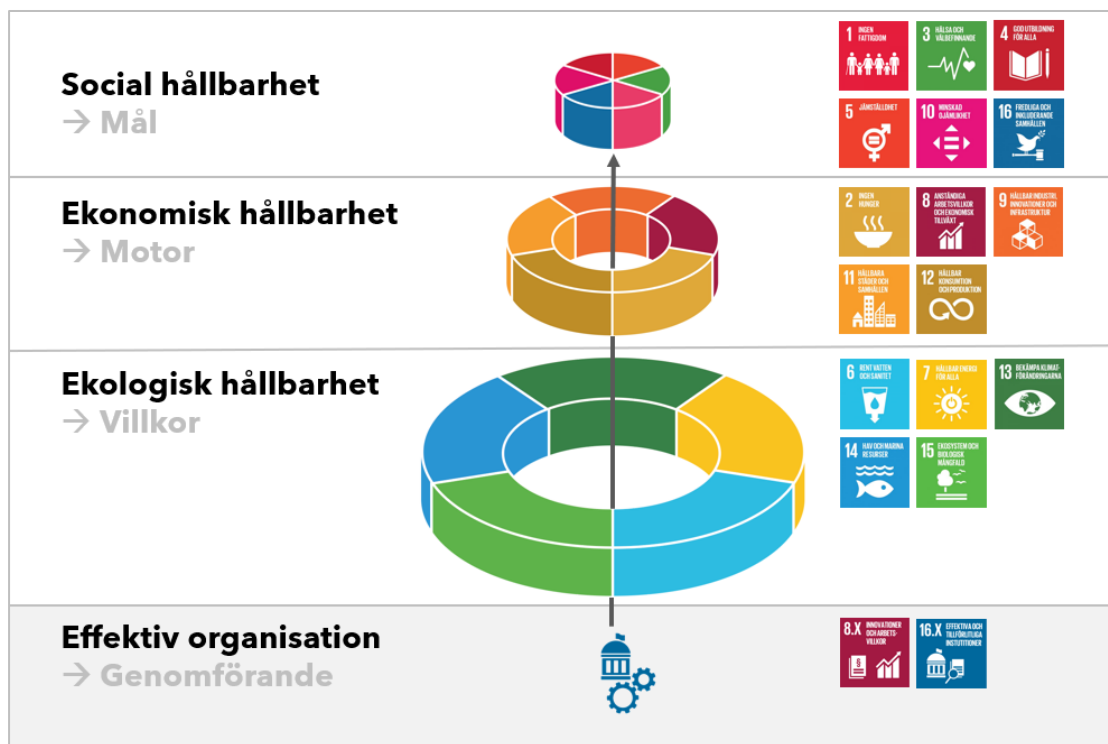 Social hållbarhet
→ Mål
1 INGEN
FATTIGDOM
3 HÄLSA OCH
VÄLBEFINNANDE
4 GOD UTBILDNING
FÖR ALLA
5 JÄMSTÄLLDHET
10 MINSKAD
OJÄMLIKHET
16 FREDLIGA OCH
INKLUDERANDE
SAMHÄLLEN
Ekonomisk hållbarhet
→ Motor
2 INGEN
HUNGER
8 ANSTÄNDIGA
ARBETSVILLKOR
OCH EKONOMISK
TILLVÄXT
9 HÅLLBAR INDUSTRI,
INNOVATIONER OCH
INFRASTRUKTUR
11 HÅLLBARA
STÄDER OCH
SAMHÄLLEN
12 HÅLLBAR
KONSUMTION
OCH PRODUKTION
Ekologisk hållbarhet
→ Villkor
6 RENT VATTEN
OCH SANITET
7 HÅLLBAR ENERGI
FÖR ALLA
13 BEKÄMPA KLIMAT-
FÖRÄNDRINGARNA
14 HAV OCH MARINA
RESURSER
15 EKOSYSTEM OCH
BIOLOGISK
MÅNGFALD
Effektiv organisation
→ Genomförande
8.X INNOVATIONER
OCH ARBETS-
VILLKOR
§
16.X EFFEKTIVA OCH
TILLFÖRLITLIGA
INSTITUTIONER